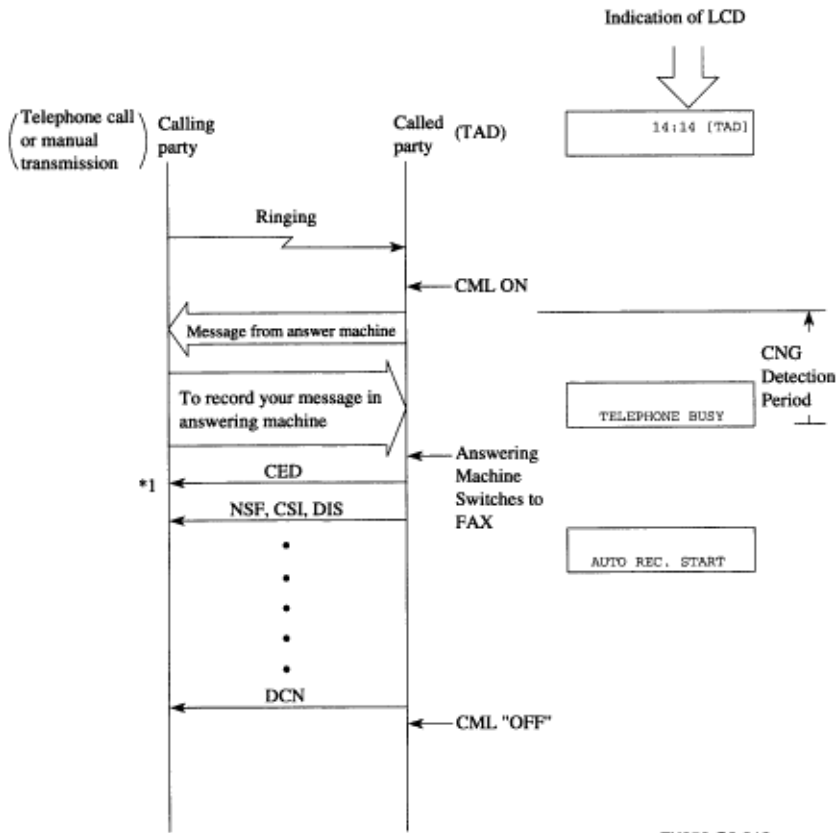 Indication of LCD
(Telephone call
or manual
transmission)
Calling
party
Called
party
(TAD)
14:14 [TAD]
Ringing
CML ON
Message from answer machine
CNG
Detection
Period
To record your message in
answering machine
TELEPHONE BUSY
Answering
Machine
Switches to
FAX
*1
CED
NSF, CSI, DIS
AUTO REC. START
DCN
CML "OFF"